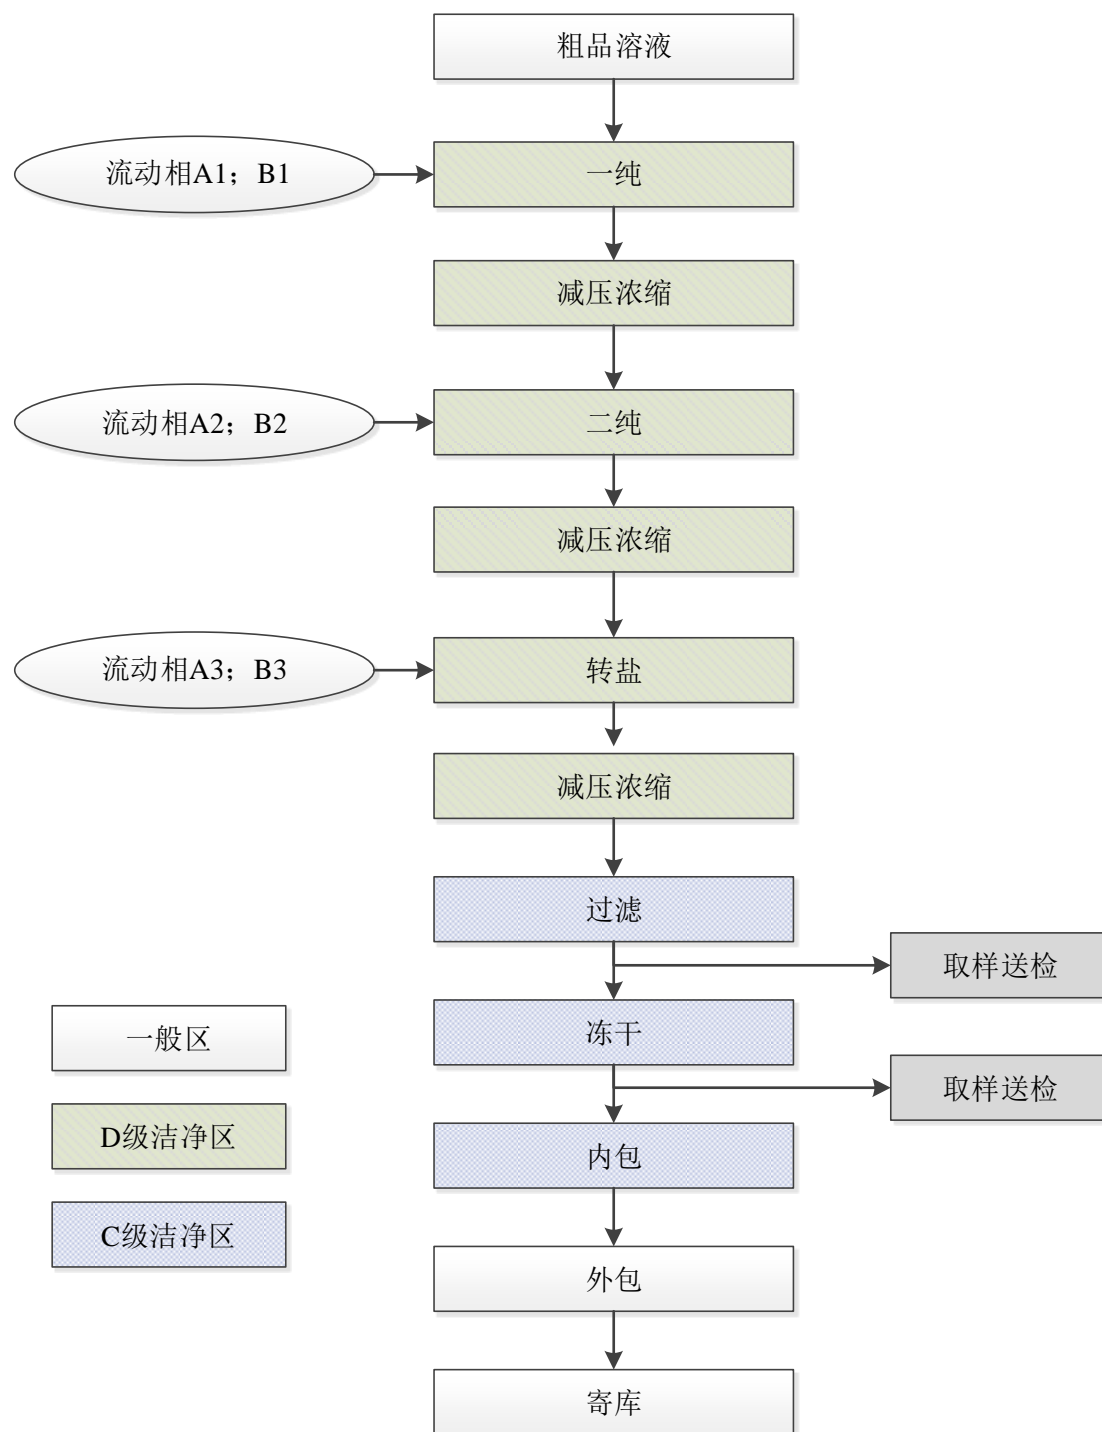 粗品溶液
流动相A1；B1
一纯
减压浓缩
流动相A2；B2
二纯
减压浓缩
流动相A3；B3
转盐
减压浓缩
过滤
取样送检
冻干
取样送检
内包
外包
寄库
一般区
D级洁净区
C级洁净区